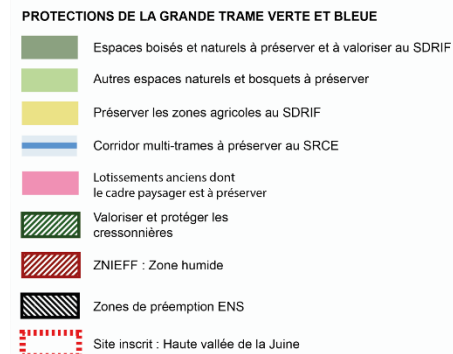 PROTECTIONS DE LA GRANDE TRAME VERTE ET BLEUE
Espaces boisés et naturels à préserver et à valoriser au SDRIF
Autres espaces naturels et bosquets à préserver
Préserver les zones agricoles au SDRIF
Corridor multi-trames à préserver au SRCE
Lotissements anciens dont
le cadre paysager est à préserver
Valoriser et protéger les
cressonnières
ZNIEFF : Zone humide
Zones de préemption ENS
Site inscrit : Haute vallée de la Juine